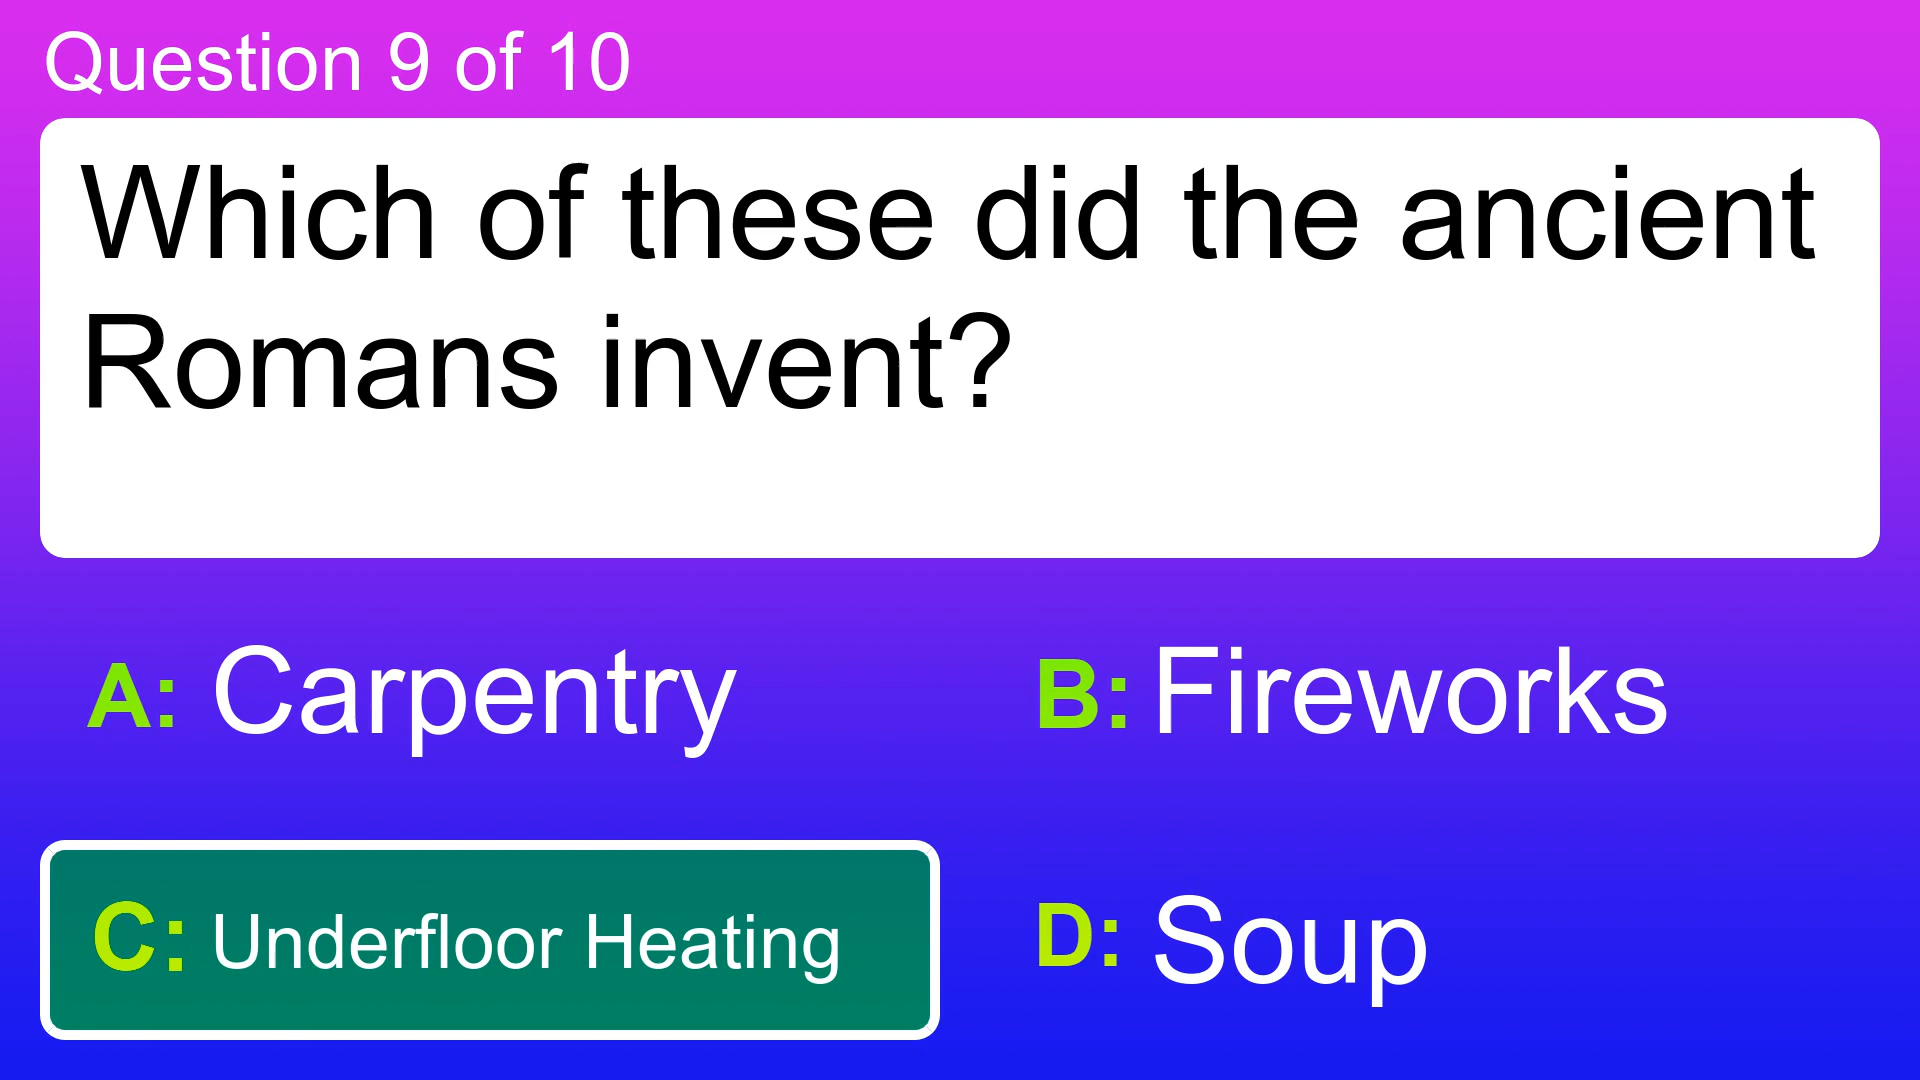 Question 9 of 10
Which of these did the ancient
Romans invent?
A: Carpentry
B: Fireworks
C: Underfloor Heating
D: Soup